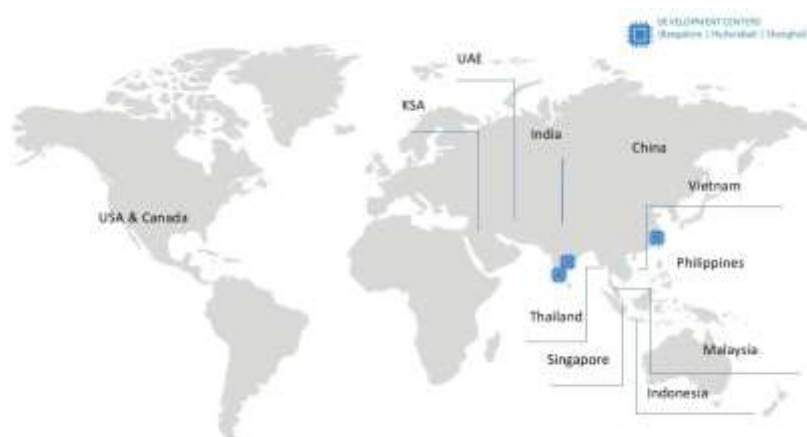 DEVELOPMENT CENTERS
(Bangalore | Hyderabad | Shanghai)
UAE
KSA
India
China
Vietnam
USA & Canada
Philippines
Thailand
Singapore
Malaysia
Indonesia